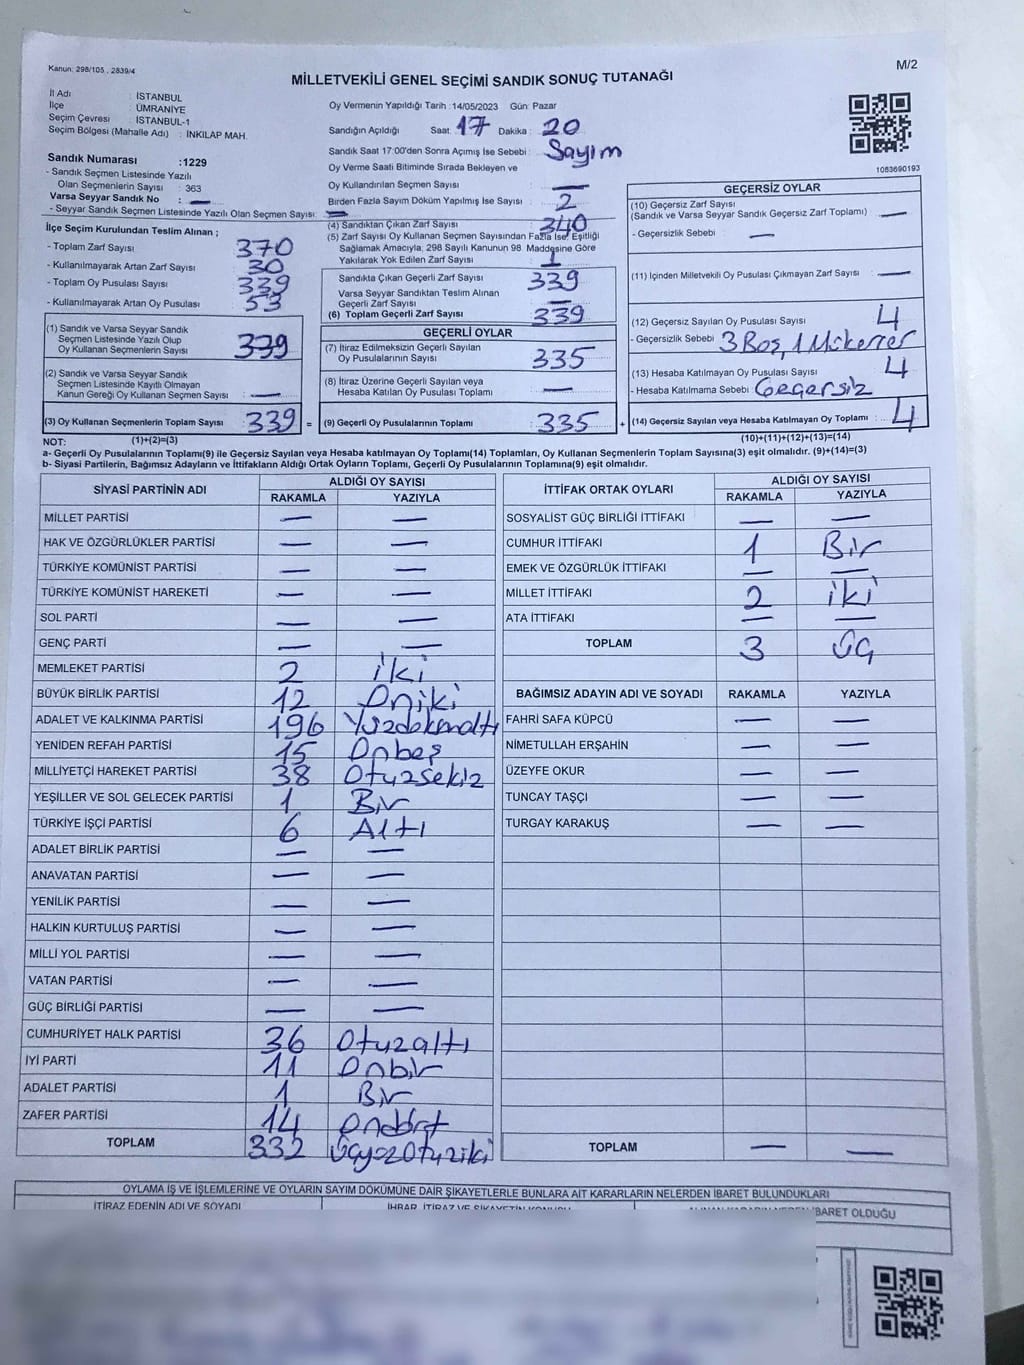 Kanun: 298/105 , 2839/4
M/2
MİLLETVEKİLİ GENEL SEÇİMİ SANDIK SONUÇ TUTANAĞI
İl Adı : İSTANBUL
İlçe : ÜMRANİYE
Seçim Çevresi : İSTANBUL-1
Seçim Bölgesi (Mahalle Adı) : İNKILAP MAH.
Sandık Numarası :1229
- Sandık Seçmen Listesinde Yazılı
Olan Seçmenlerin Sayısı : 363
Varsa Seyyar Sandık No : —
- Seyyar Sandık Seçmen Listesinde Yazılı Olan Seçmen Sayısı: —
Oy Vermenin Yapıldığı Tarih :14/05/2023 Gün: Pazar
Sandığın Açıldığı Saat: 17 Dakika : 20
Sandık Saat 17:00'den Sonra Açımış İse Sebebi : Sayım
Oy Verme Saati Bitiminde Sırada Bekleyen ve
Oy Kullandırılan Seçmen Sayısı : —
Birden Fazla Sayım Döküm Yapılmış İse Sayısı : 2
1083690193
İlçe Seçim Kurulundan Teslim Alınan ;
- Toplam Zarf Sayısı : 370
- Kullanılmayarak Artan Zarf Sayısı : 30
- Toplam Oy Pusulası Sayısı : 339
- Kullanılmayarak Artan Oy Pusulası : 53
(4) Sandıktan Çıkan Zarf Sayısı : 340
(5) Zarf Sayısı Oy Kullanan Seçmen Sayısından Fazla İse, Eşitliği
Sağlamak Amacıyla, 298 Sayılı Kanunun 98. Maddesine Göre
Yakılarak Yok Edilen Zarf Sayısı : 1
Sandıkta Çıkan Geçerli Zarf Sayısı : 339
Varsa Seyyar Sandıktan Teslim Alınan
Geçerli Zarf Sayısı : —
(6) Toplam Geçerli Zarf Sayısı : 339
GEÇERSİZ OYLAR
(10) Geçersiz Zarf Sayısı
(Sandık ve Varsa Seyyar Sandık Geçersiz Zarf Toplamı) : —
- Geçersizlik Sebebi : —
(11) İçinden Milletvekili Oy Pusulası Çıkmayan Zarf Sayısı : —
(12) Geçersiz Sayılan Oy Pusulası Sayısı : 4
- Geçersizlik Sebebi : 3 Boş, 1 Mükerrer
(13) Hesaba Katılmayan Oy Pusulası Sayısı : 4
- Hesaba Katılmama Sebebi : Geçersiz
(1) Sandık ve Varsa Seyyar Sandık
Seçmen Listesinde Yazılı Olup
Oy Kullanan Seçmenlerin Sayısı : 339
(2) Sandık ve Varsa Seyyar Sandık
Seçmen Listesinde Kayıtlı Olmayan
Kanun Gereği Oy Kullanan Seçmen Sayısı : —
GEÇERLİ OYLAR
(7) İtiraz Edilmeksizin Geçerli Sayılan
Oy Pusulalarının Sayısı : 335
(8) İtiraz Üzerine Geçerli Sayılan veya
Hesaba Katılan Oy Pusulası Toplamı : —
(3) Oy Kullanan Seçmenlerin Toplam Sayısı : 339 = (9) Geçerli Oy Pusulalarının Toplamı : 335 + (14) Geçersiz Sayılan veya Hesaba Katılmayan Oy Toplamı : 4
NOT: (1)+(2)=(3) (10)+(11)+(12)+(13)=(14)
a- Geçerli Oy Pusulalarının Toplamı(9) ile Geçersiz Sayılan veya Hesaba katılmayan Oy Toplamı(14) Toplamları, Oy Kullanan Seçmenlerin Toplam Sayısına(3) eşit olmalıdır. (9)+(14)=(3)
b- Siyasi Partilerin, Bağımsız Adayların ve İttifakların Aldığı Ortak Oyların Toplamı, Geçerli Oy Pusulalarının Toplamına(9) eşit olmalıdır.
SİYASİ PARTİNİN ADI ALDIĞI OY SAYISI
RAKAMLA YAZIYLA
MİLLET PARTİSİ — —
HAK VE ÖZGÜRLÜKLER PARTİSİ — —
TÜRKİYE KOMÜNİST PARTİSİ — —
TÜRKİYE KOMÜNİST HAREKETİ — —
SOL PARTİ — —
GENÇ PARTİ — —
MEMLEKET PARTİSİ 2 iki
BÜYÜK BİRLİK PARTİSİ 12 Oniki
ADALET VE KALKINMA PARTİSİ 196 Yüzdoksanaltı
YENİDEN REFAH PARTİSİ 15 Onbeş
MİLLİYETÇİ HAREKET PARTİSİ 38 Otuzsekiz
YEŞİLLER VE SOL GELECEK PARTİSİ 1 Bir
TÜRKİYE İŞÇİ PARTİSİ 6 Altı
ADALET BİRLİK PARTİSİ — —
ANAVATAN PARTİSİ — —
YENİLİK PARTİSİ — —
HALKIN KURTULUŞ PARTİSİ — —
MİLLİ YOL PARTİSİ — —
VATAN PARTİSİ — —
GÜÇ BİRLİĞİ PARTİSİ — —
CUMHURİYET HALK PARTİSİ 36 Otuzaltı
İYİ PARTİ 11 Onbir
ADALET PARTİSİ 1 Bir
ZAFER PARTİSİ 14 Ondört
TOPLAM 332 Üçyüzotuziki
İTTİFAK ORTAK OYLARI ALDIĞI OY SAYISI
RAKAMLA YAZIYLA
SOSYALİST GÜÇ BİRLİĞİ İTTİFAKI — —
CUMHUR İTTİFAKI 1 Bir
EMEK VE ÖZGÜRLÜK İTTİFAKI — —
MİLLET İTTİFAKI 2 iki
ATA İTTİFAKI — —
TOPLAM 3 Üç
BAĞIMSIZ ADAYIN ADI VE SOYADI RAKAMLA YAZIYLA
FAHRİ SAFA KÜPCÜ — —
NİMETULLAH ERŞAHİN — —
ÜZEYFE OKUR — —
TUNCAY TAŞÇI — —
TURGAY KARAKUŞ — —
TOPLAM — —
OYLAMA İŞ VE İŞLEMLERİNE VE OYLARIN SAYIM DÖKÜMÜNE DAİR ŞİKAYETLERLE BUNLARA AİT KARARLARIN NELERDEN İBARET BULUNDUKLARI
İTİRAZ EDENİN ADI VE SOYADI
İHBAR, İTİRAZ VE ŞİKAYETİN KONUSU
İBARET OLDUĞU